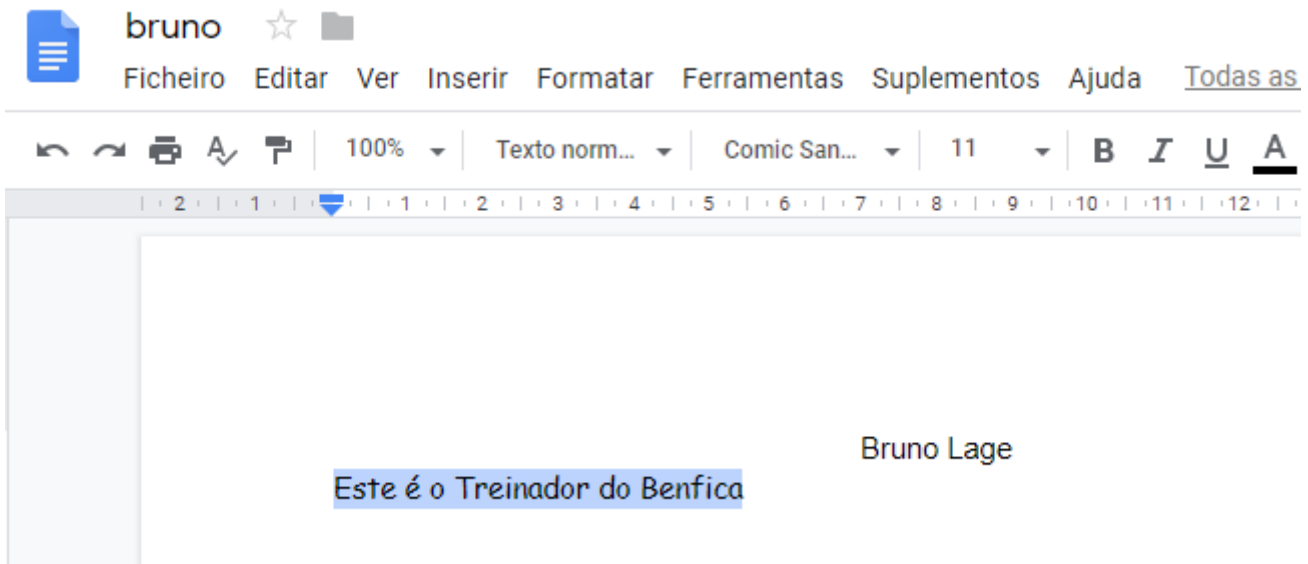 bruno
Ficheiro Editar Ver Inserir Formatar Ferramentas Suplementos Ajuda Todas as
100% Texto norm... Comic San... 11 B I U A
2 1 1 2 3 4 5 6 7 8 9 10 11 12
Bruno Lage
Este é o Treinador do Benfica